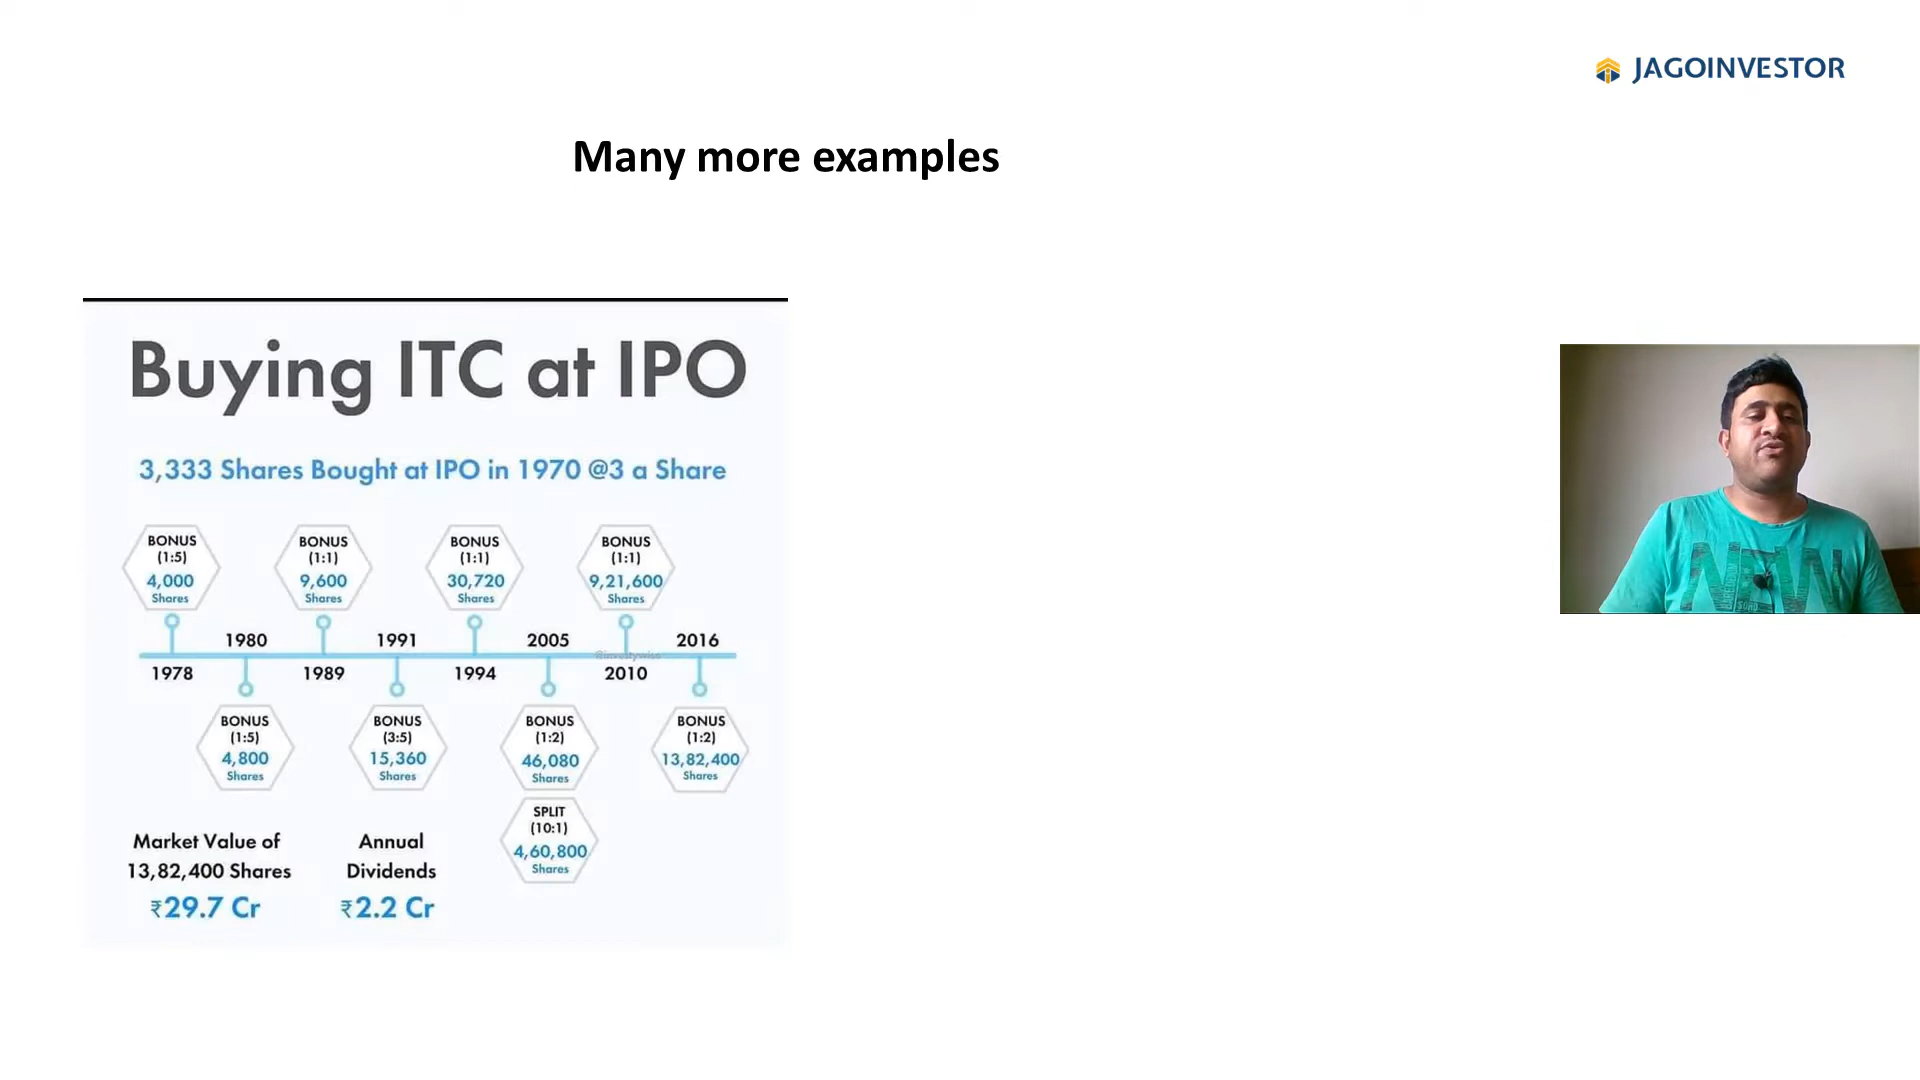 JAGOINVESTOR
Many more examples
Buying ITC at IPO
3,333 Shares Bought at IPO in 1970 @3 a Share
BONUS
(1:5)
4,000
Shares
BONUS
(1:1)
9,600
Shares
BONUS
(1:1)
30,720
Shares
BONUS
(1:1)
9,21,600
Shares
1980
1991
2005
2016
1978
1989
1994
2010
BONUS
(1:5)
4,800
Shares
BONUS
(3:5)
15,360
Shares
BONUS
(1:2)
46,080
Shares
BONUS
(1:2)
13,82,400
Shares
SPLIT
(10:1)
4,60,800
Shares
Market Value of
13,82,400 Shares
₹29.7 Cr
Annual
Dividends
₹2.2 Cr
NEW